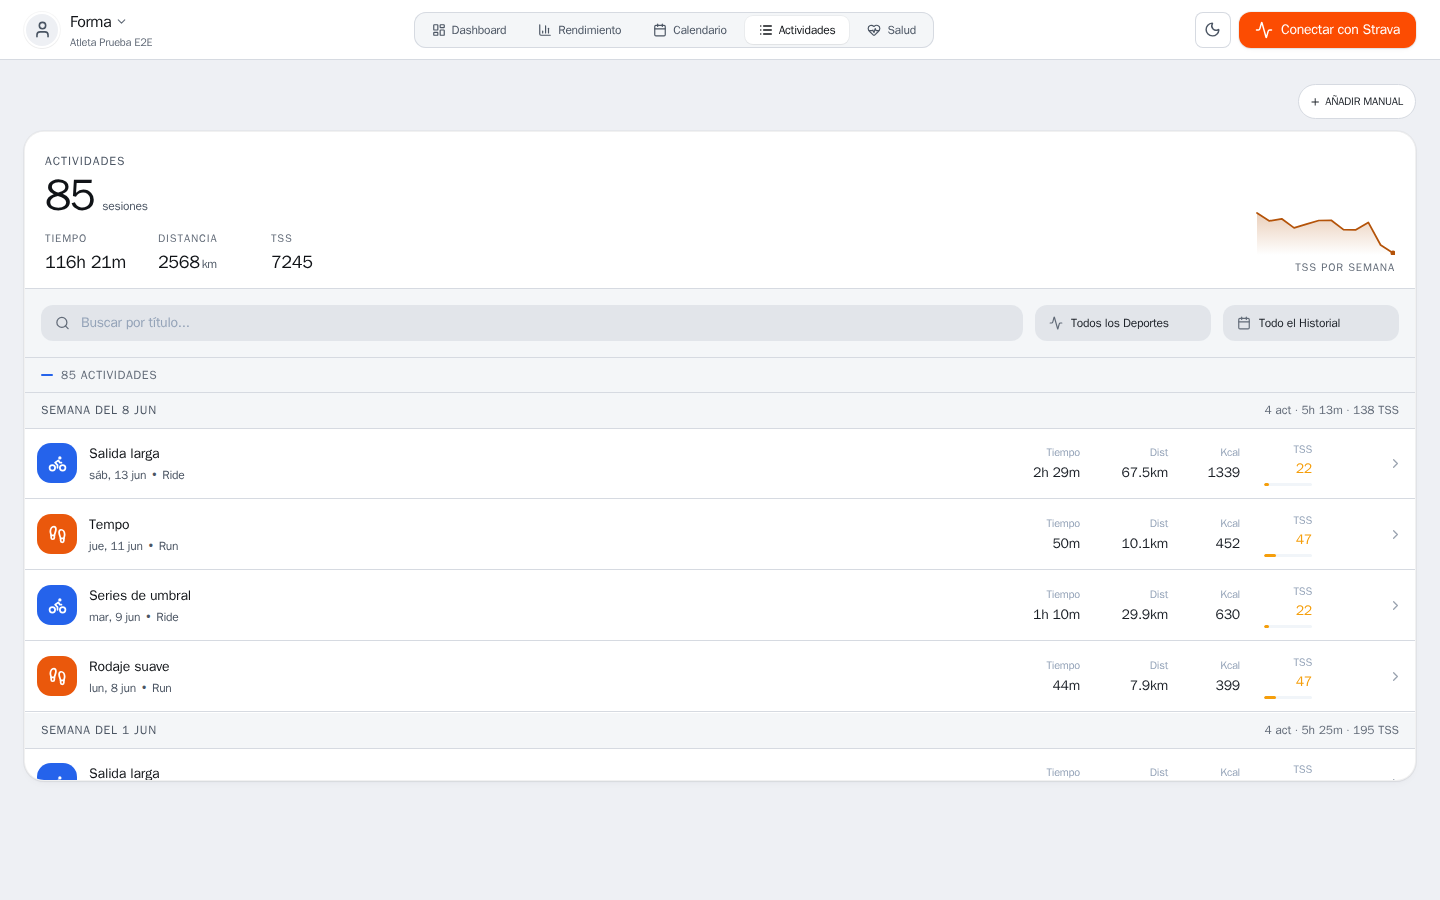 Forma
Atleta Prueba E2E
Dashboard
Rendimiento
Calendario
Actividades
Salud
Conectar con Strava
+ AÑADIR MANUAL
ACTIVIDADES
85 sesiones
TIEMPO DISTANCIA TSS
116h 21m 2568 km 7245
TSS POR SEMANA
Buscar por título...
Todos los Deportes
Todo el Historial
85 ACTIVIDADES
SEMANA DEL 8 JUN 4 act · 5h 13m · 138 TSS
Salida larga
sáb, 13 jun • Ride
Tiempo Dist Kcal TSS
2h 29m 67.5km 1339 22
Tempo
jue, 11 jun • Run
Tiempo Dist Kcal TSS
50m 10.1km 452 47
Series de umbral
mar, 9 jun • Ride
Tiempo Dist Kcal TSS
1h 10m 29.9km 630 22
Rodaje suave
lun, 8 jun • Run
Tiempo Dist Kcal TSS
44m 7.9km 399 47
SEMANA DEL 1 JUN 4 act · 5h 25m · 195 TSS
Salida larga
Tiempo Dist Kcal TSS